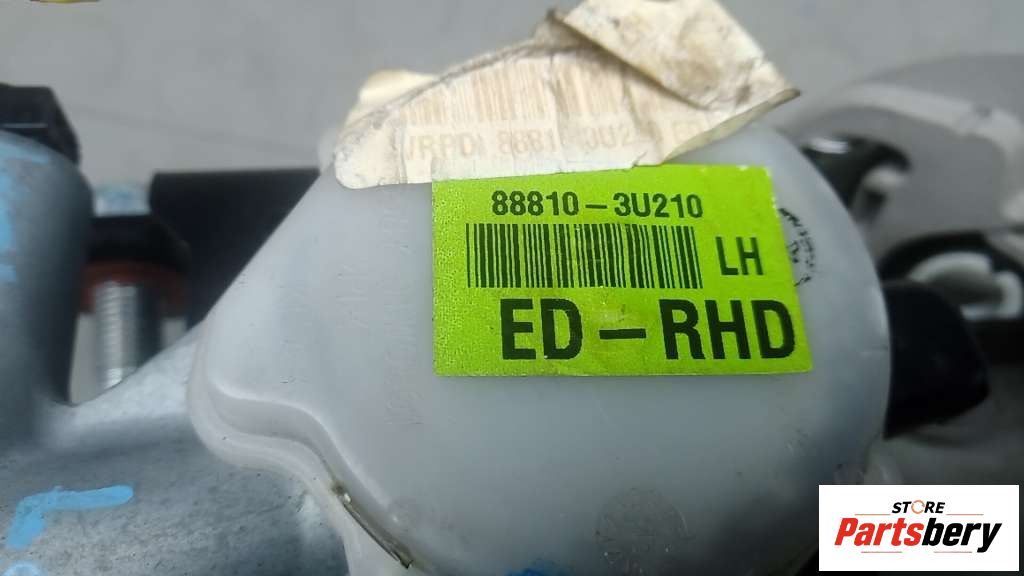 88810-3U210
LH
ED-RHD
STORE
Partsbery